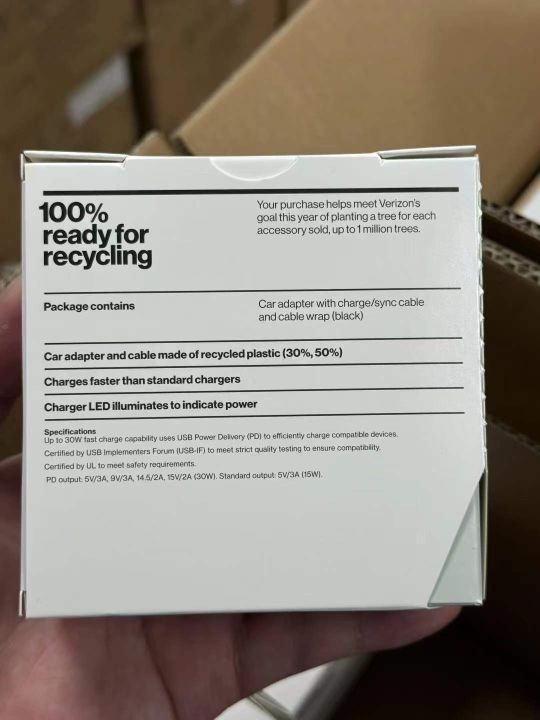 100%
ready for
recycling
Your purchase helps meet Verizon's
goal this year of planting a tree for each
accessory sold, up to 1 million trees.
Package contains
Car adapter with charge/sync cable
and cable wrap (black)
Car adapter and cable made of recycled plastic (30%, 50%)
Charges faster than standard chargers
Charger LED illuminates to indicate power
Specifications
Up to 30W fast charge capability uses USB Power Delivery (PD) to efficiently charge compatible devices.
Certified by USB Implementers Forum (USB-IF) to meet strict quality testing to ensure compatibility.
Certified by UL to meet safety requirements.
PD output: 5V/3A, 9V/3A, 14.5/2A, 15V/2A (30W). Standard output: 5V/3A (15W).